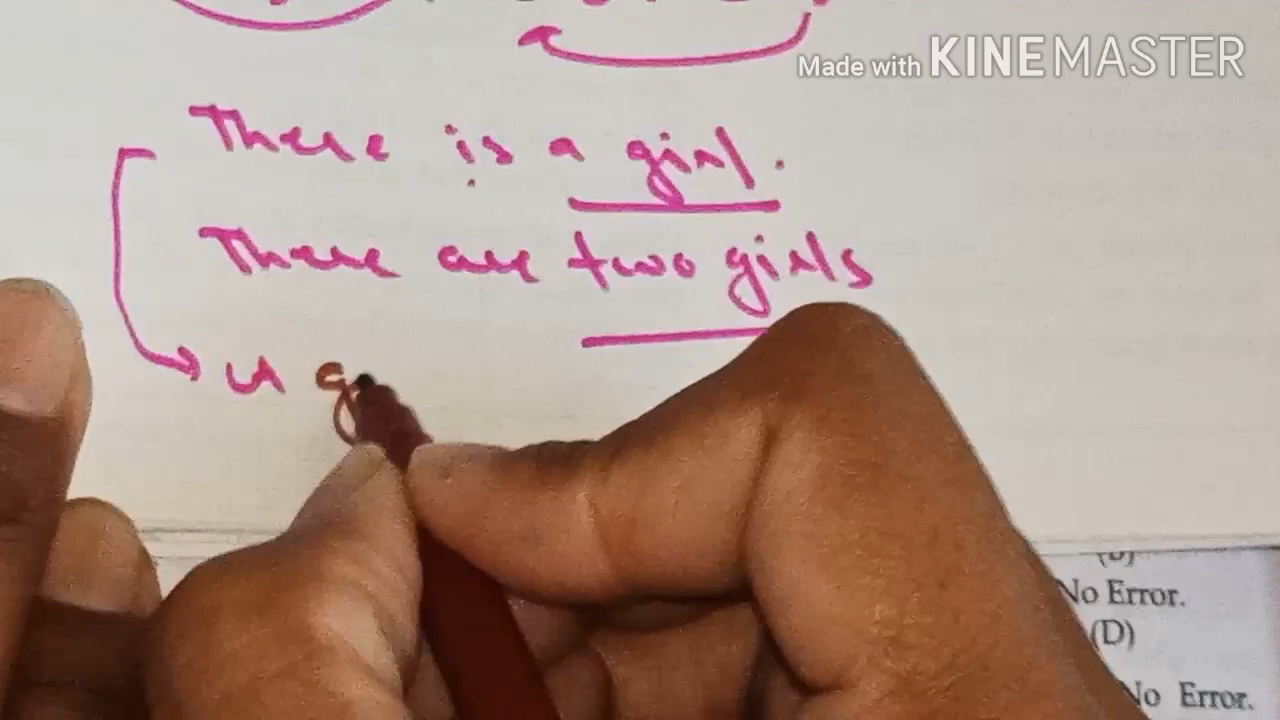 Made with KINEMASTER
There is a girl.
There are two girls
(D)
No Error.
(D)
No Error.